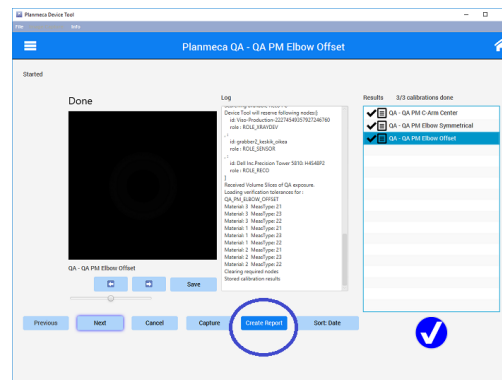 Planmeca Device Tool
File
Info
Planmeca QA - QA PM Elbow Offset
Started
Done
Log
Device Tool will reserve following nodes:[
id: Viso-Production-22274549357927246760
role : ROLE_XRAYDEV
, :
id: grabber2_keskik_oikea
role : ROLE_SENSOR
, :
id: Dell Inc.Precision Tower 5810: H4S48P2
role : ROLE_RECO
]
Received Volume Slices of QA exposure.
Loading verification tolerances for :
QA_PM_ELBOW_OFFSET
Material: 3 MeasType: 21
Material: 3 MeasType: 23
Material: 3 MeasType: 22
Material: 1 MeasType: 21
Material: 1 MeasType: 23
Material: 1 MeasType: 22
Material: 2 MeasType: 21
Material: 2 MeasType: 23
Material: 2 MeasType: 22
Clearing required nodes
Stored calibration results
Results 3/3 calibrations done
QA - QA PM C-Arm Center
QA - QA PM Elbow Symmetrical
QA - QA PM Elbow Offset
QA - QA PM Elbow Offset
Save
Previous
Next
Cancel
Capture
Create Report
Sort: Date